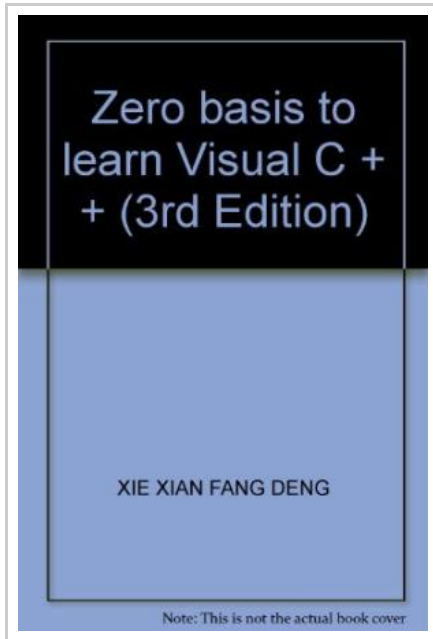 Zero basis to
learn Visual C +
+ (3rd Edition)
XIE XIAN FANG DENG
Note: This is not the actual book cover